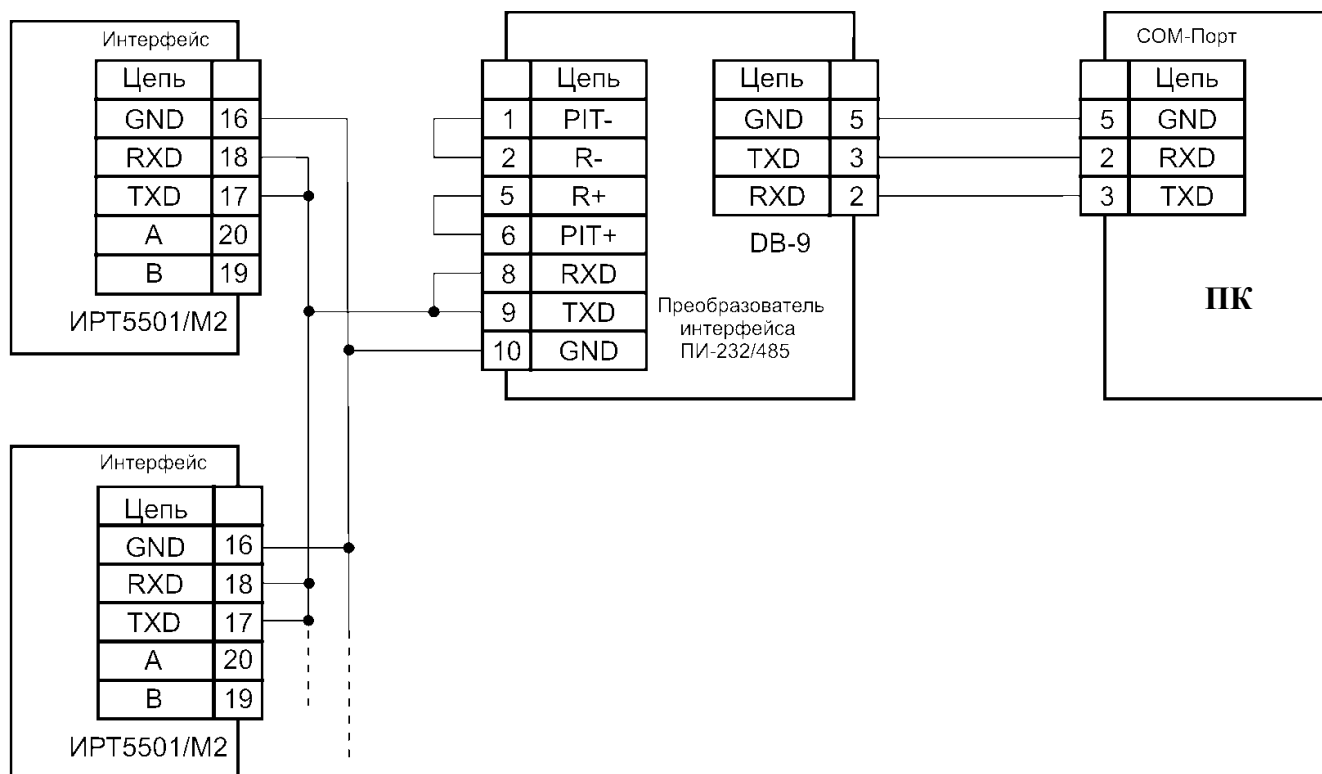 Интерфейс
Цепь
GND 16
RXD 18
TXD 17
A 20
B 19
ИРТ5501/М2
Цепь
1 PIT-
2 R-
5 R+
6 PIT+
8 RXD
9 TXD
10 GND
Цепь
GND 5
TXD 3
RXD 2
DB-9
Преобразователь
интерфейса
ПИ-232/485
COM-Порт
Цепь
5 GND
2 RXD
3 TXD
ПК
Интерфейс
Цепь
GND 16
RXD 18
TXD 17
A 20
B 19
ИРТ5501/М2